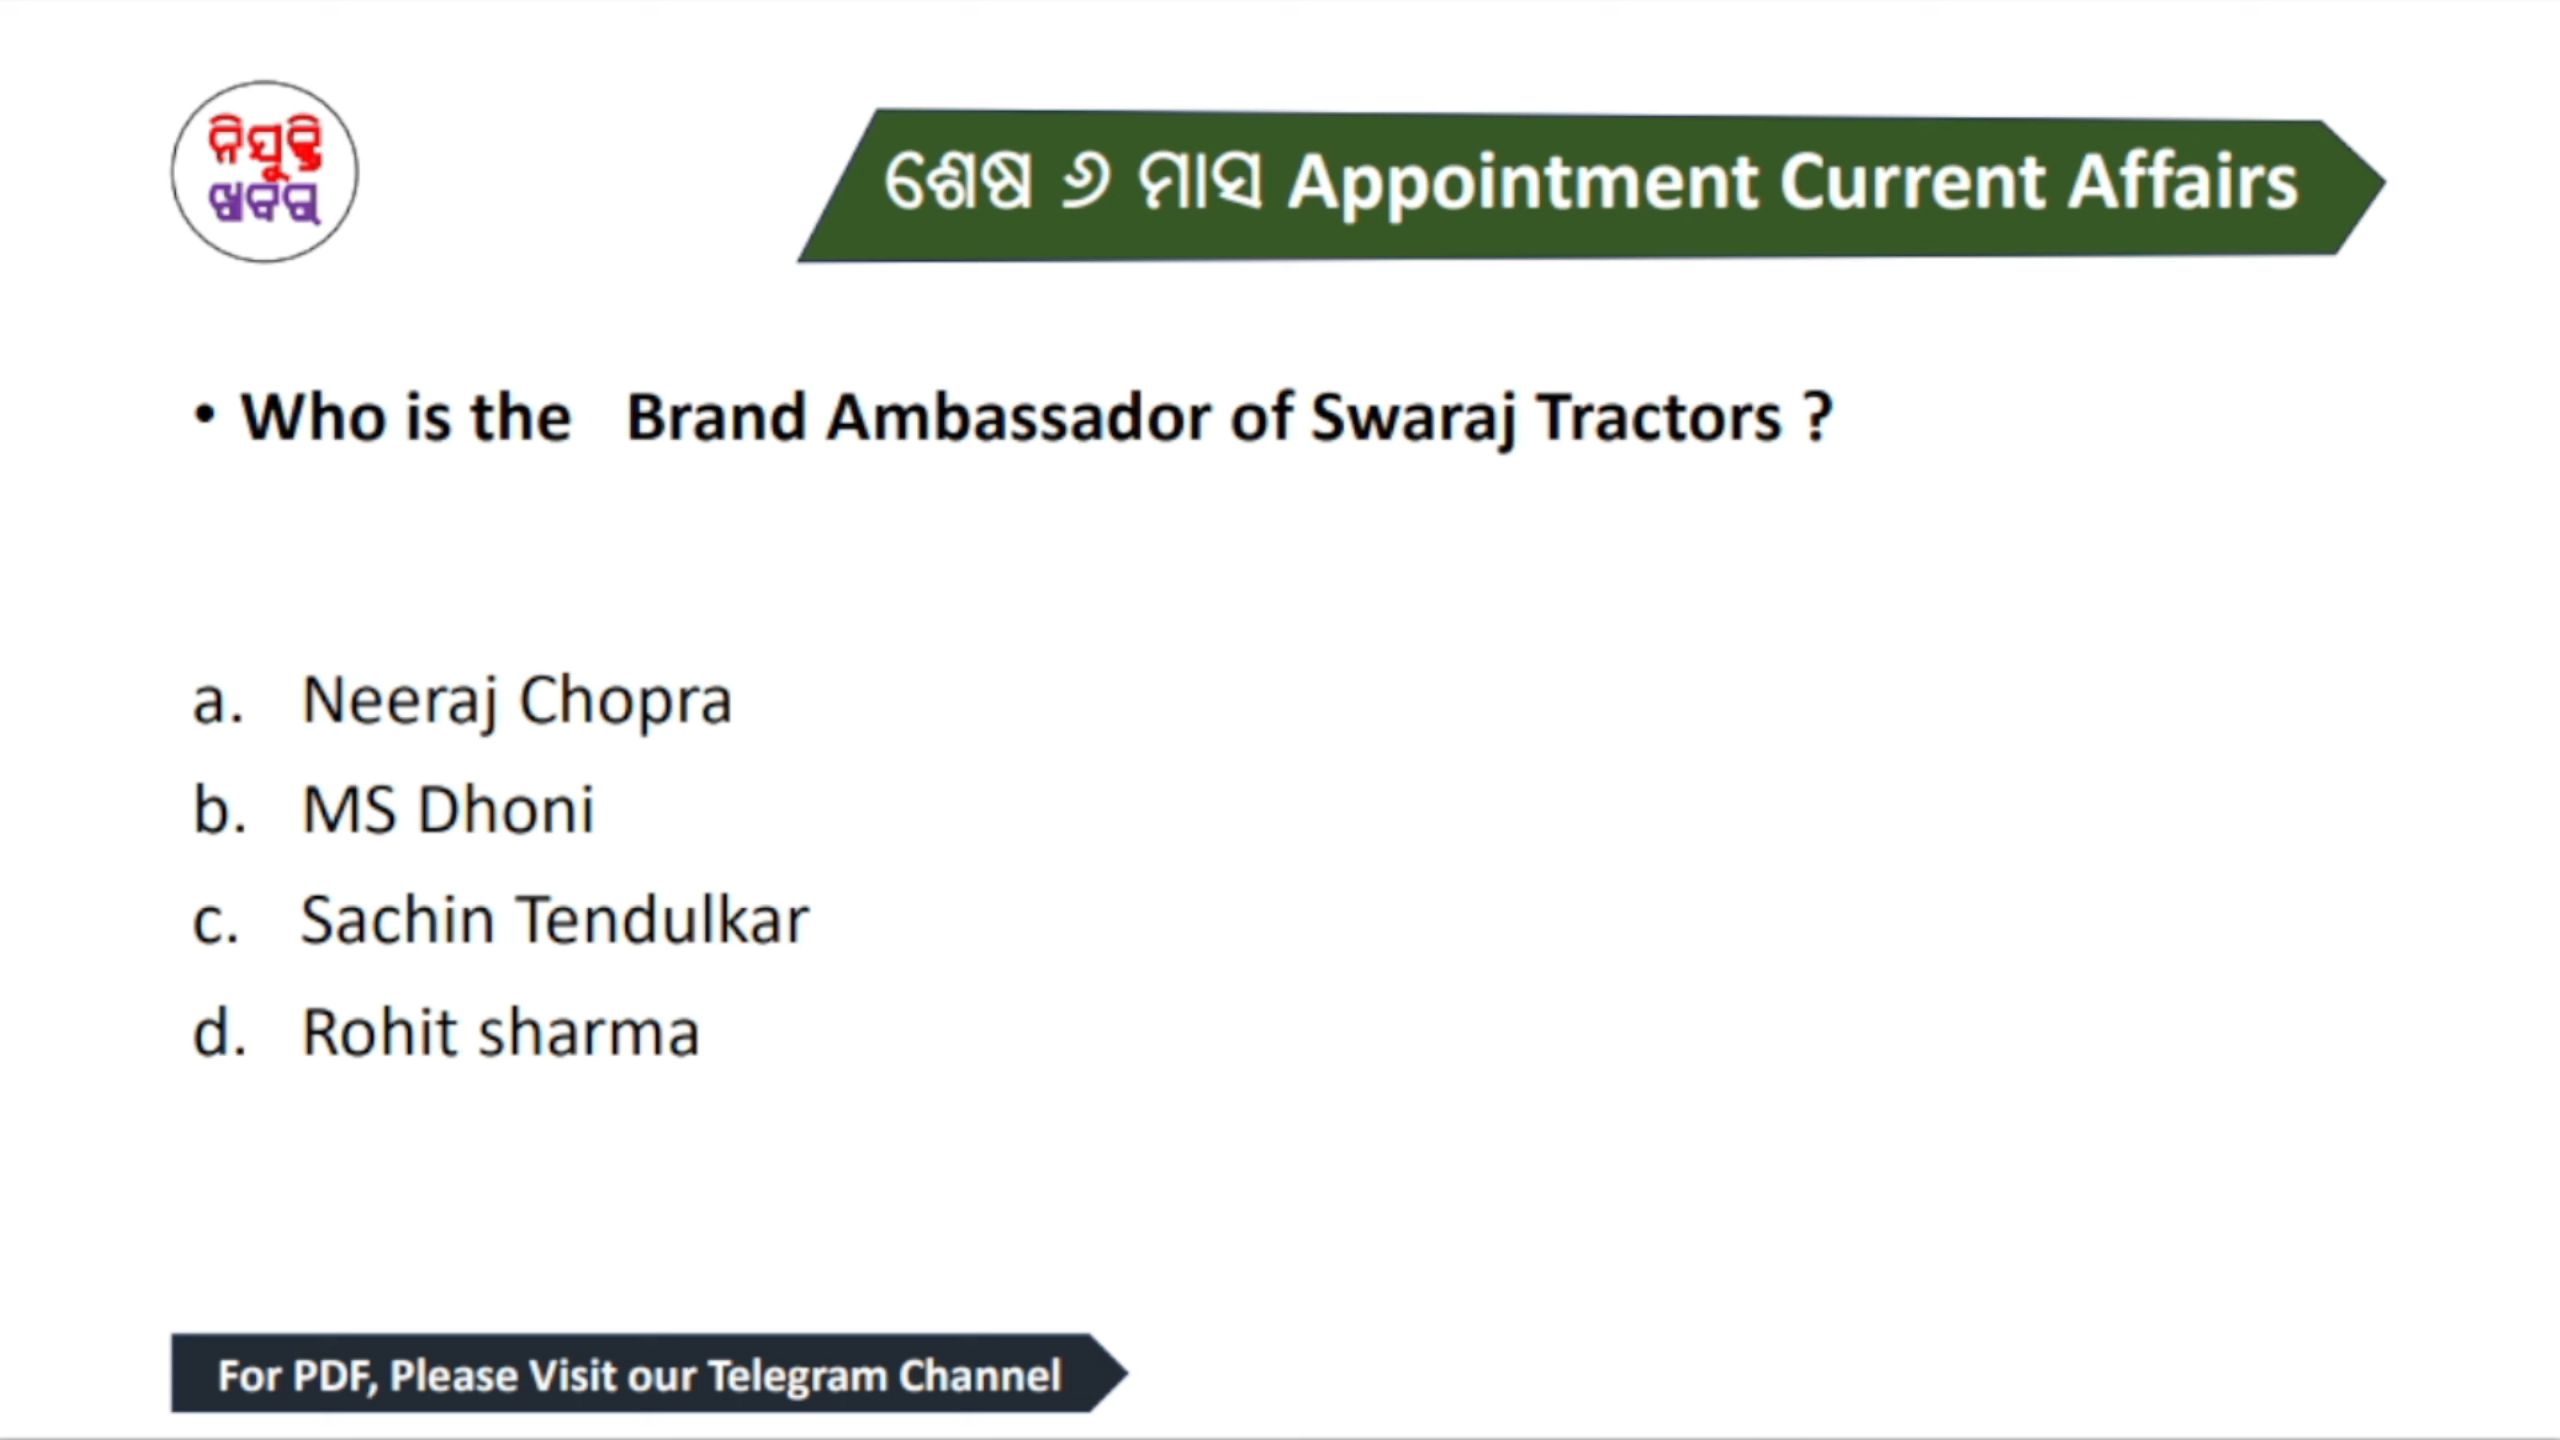 ନିଯୁକ୍ତି
ଖବର
ଶେଷ ୬ ମାସ Appointment Current Affairs
• Who is the Brand Ambassador of Swaraj Tractors ?
a. Neeraj Chopra
b. MS Dhoni
c. Sachin Tendulkar
d. Rohit sharma
For PDF, Please Visit our Telegram Channel